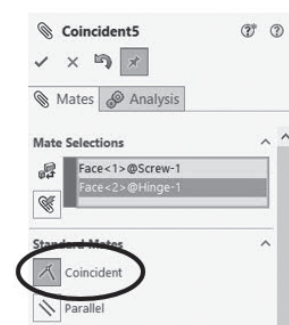 Coincident5
Mates
Analysis
Mate Selections
Face<1>@Screw-1
Face<2>@Hinge-1
Standard Mates
Coincident
Parallel